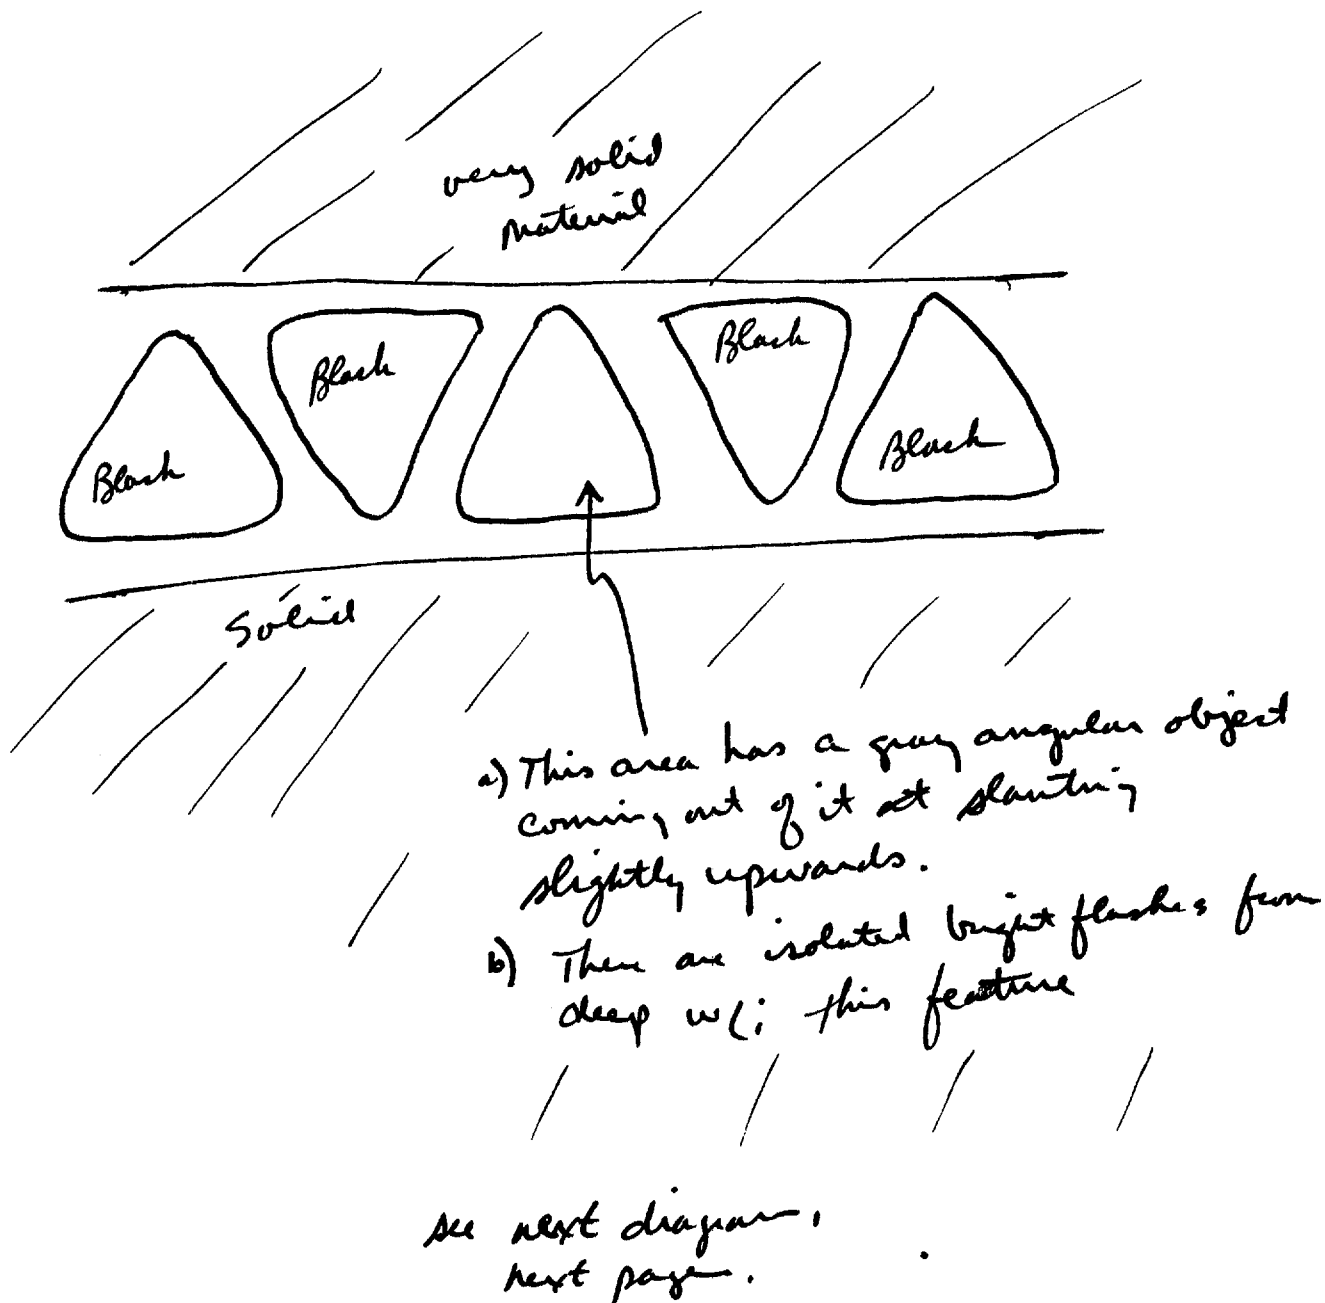 very solid
material
Black
Black
Black
Black
Solid
a) This area has a gray angular object
coming out of it at slanting
slightly upwards.
b) There are isolated bright flashes from
deep w/i this feature
see next diagram,
next page.